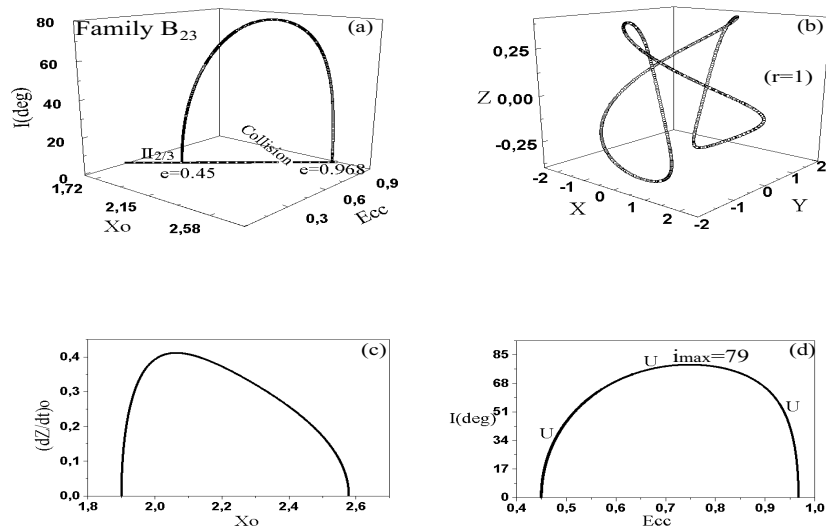 Family B23
(a)
80
60
40
20
0
I(deg)
II2/3
Collision
e=0.45
e=0.968
1,72
2,15
2,58
Xo
0,3
0,6
0,9
Ecc
(b)
0,25
0,00
-0,25
Z
(r=1)
-2
-1
0
1
2
X
-2
-1
0
1
2
Y
(c)
0,4
0,3
0,2
0,1
0,0
(dZ/dt)o
1,8
2,0
2,2
2,4
2,6
Xo
(d)
85
68
51
34
17
0
I(deg)
U
U
imax=79
U
0,4
0,5
0,6
0,7
0,8
0,9
1,0
Ecc